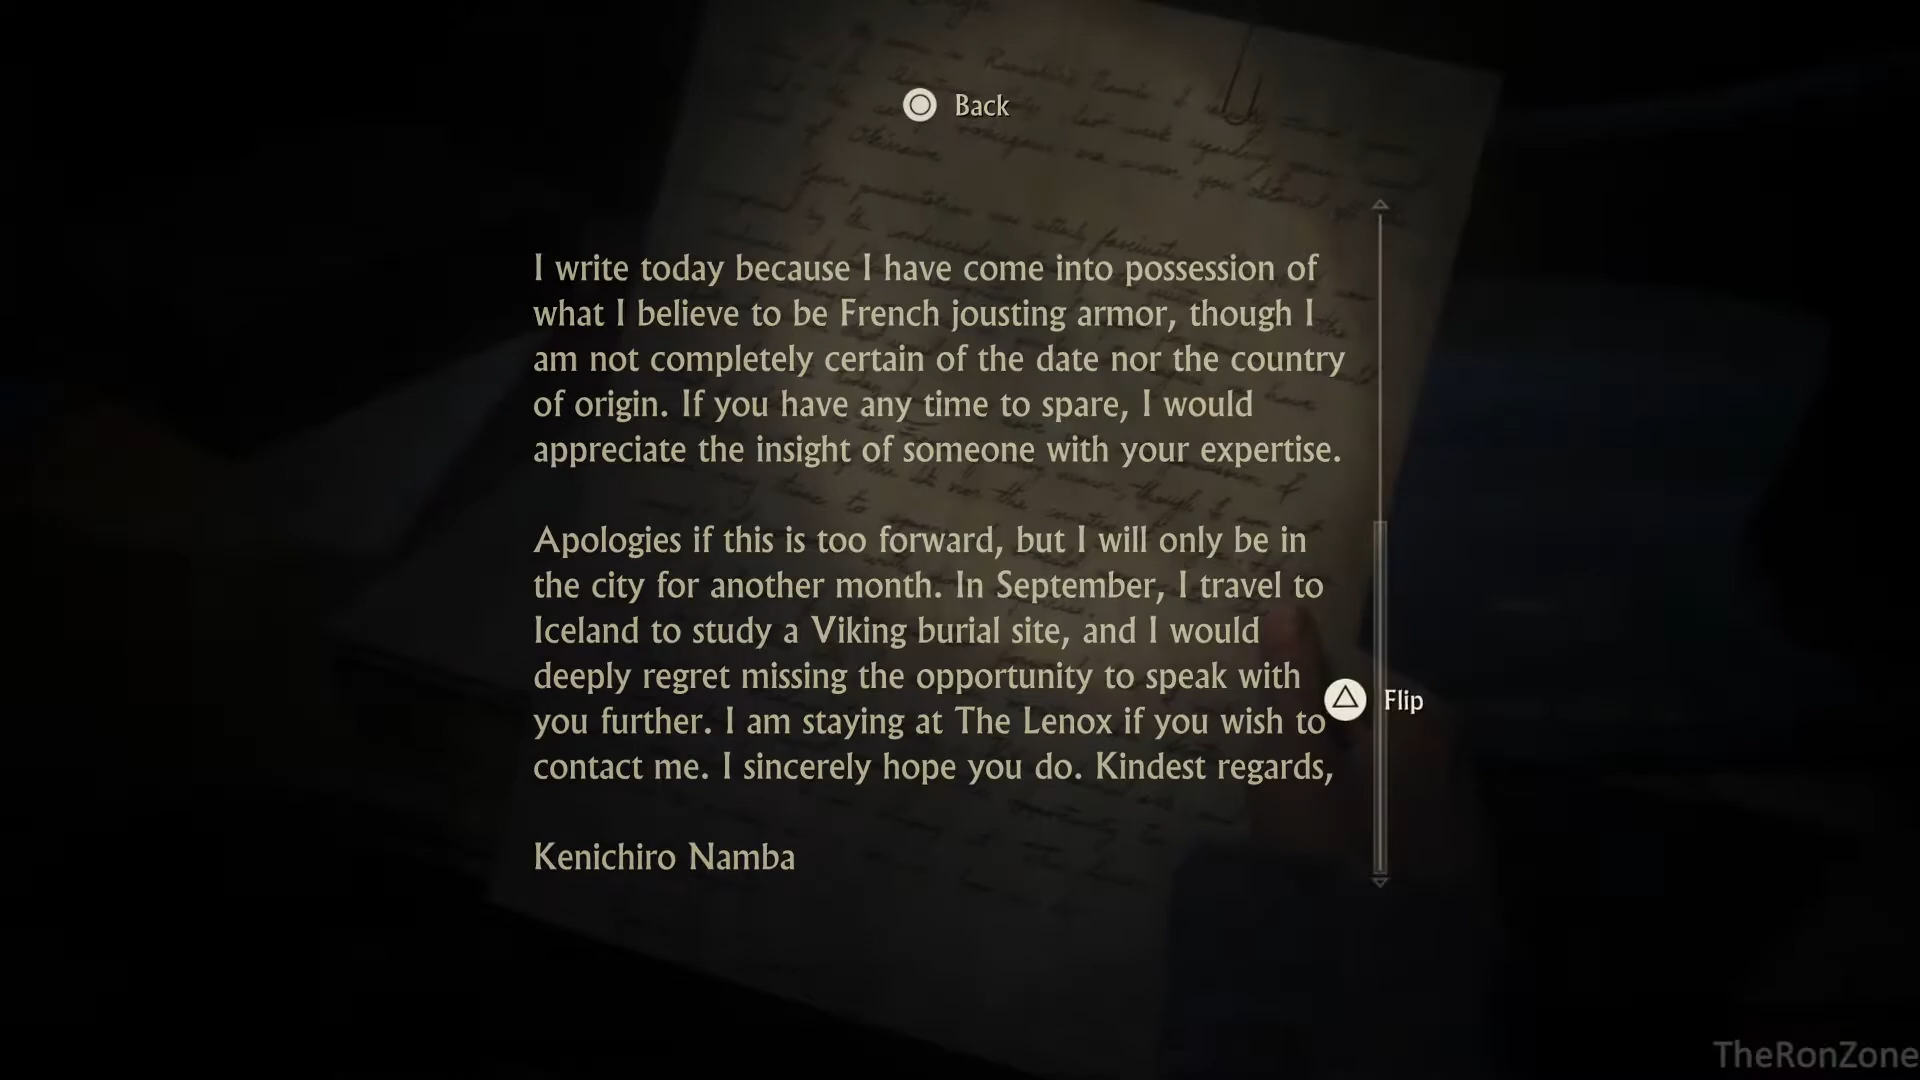 Back
I write today because I have come into possession of
what I believe to be French jousting armor, though I
am not completely certain of the date nor the country
of origin. If you have any time to spare, I would
appreciate the insight of someone with your expertise.
Apologies if this is too forward, but I will only be in
the city for another month. In September, I travel to
Iceland to study a Viking burial site, and I would
deeply regret missing the opportunity to speak with
you further. I am staying at The Lenox if you wish to
contact me. I sincerely hope you do. Kindest regards,
Flip
Kenichiro Namba
TheRonZone